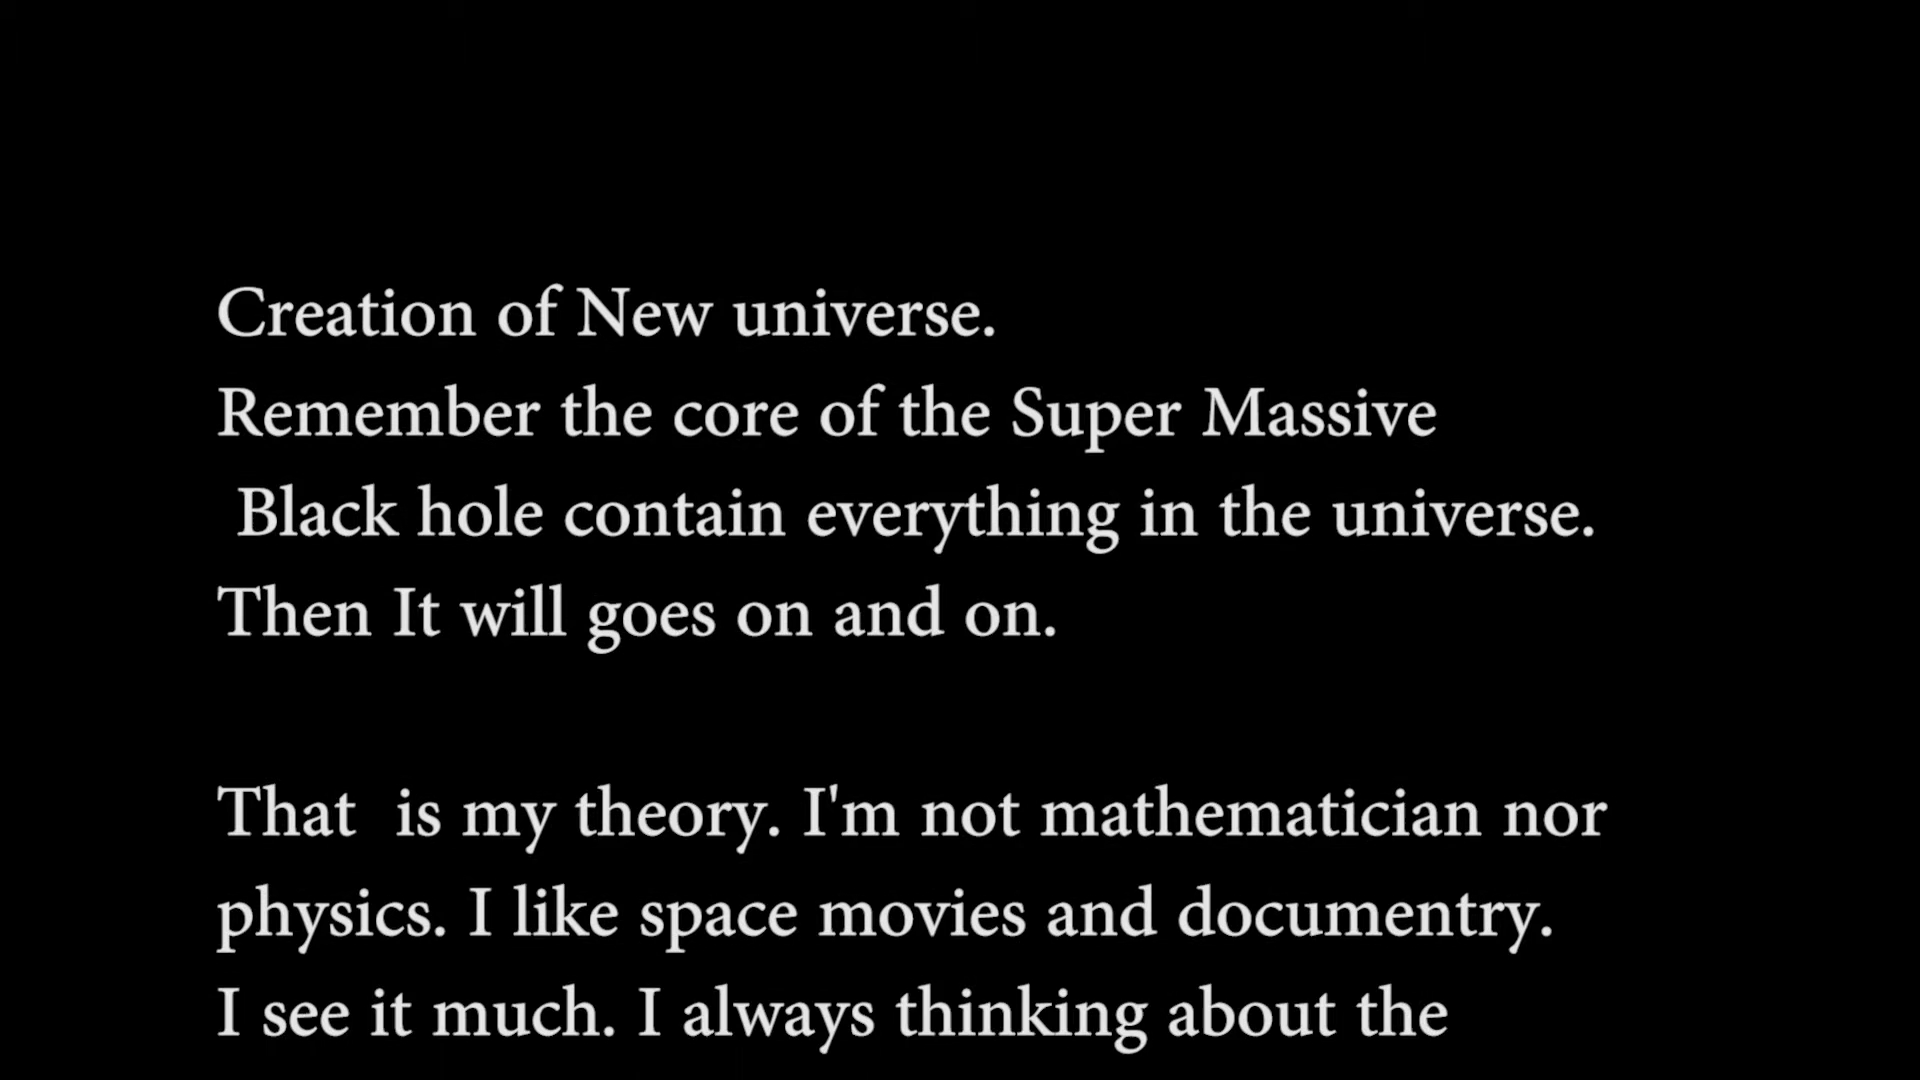 Creation of New universe.
Remember the core of the Super Massive
Black hole contain everything in the universe.
Then It will goes on and on.
That  is my theory. I'm not mathematician nor
physics. I like space movies and documentry.
I see it much. I always thinking about the